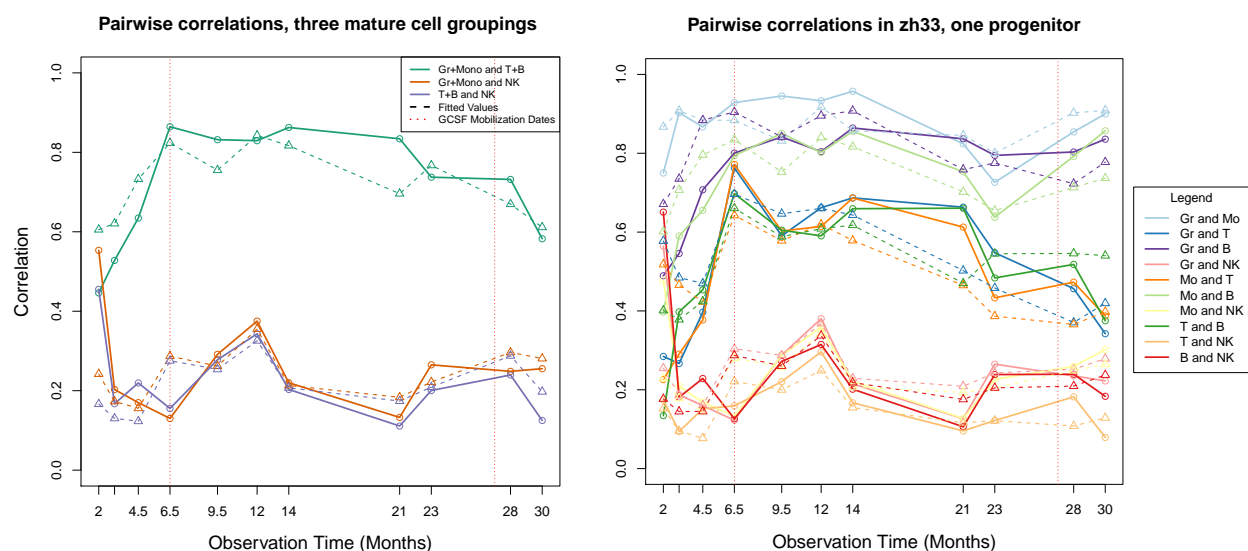 Pairwise correlations, three mature cell groupings
Correlation
1.0
0.8
0.6
0.4
0.2
0.0
Gr+Mono and T+B
Gr+Mono and NK
T+B and NK
Fitted Values
GCSF Mobilization Dates
2
4.5
6.5
9.5
12
14
21
23
28
30
Observation Time (Months)
Pairwise correlations in zh33, one progenitor
1.0
0.8
0.6
0.4
0.2
0.0
2
4.5
6.5
9.5
12
14
21
23
28
30
Observation Time (Months)
Legend
Gr and Mo
Gr and T
Gr and B
Gr and NK
Mo and T
Mo and B
Mo and NK
T and B
T and NK
B and NK